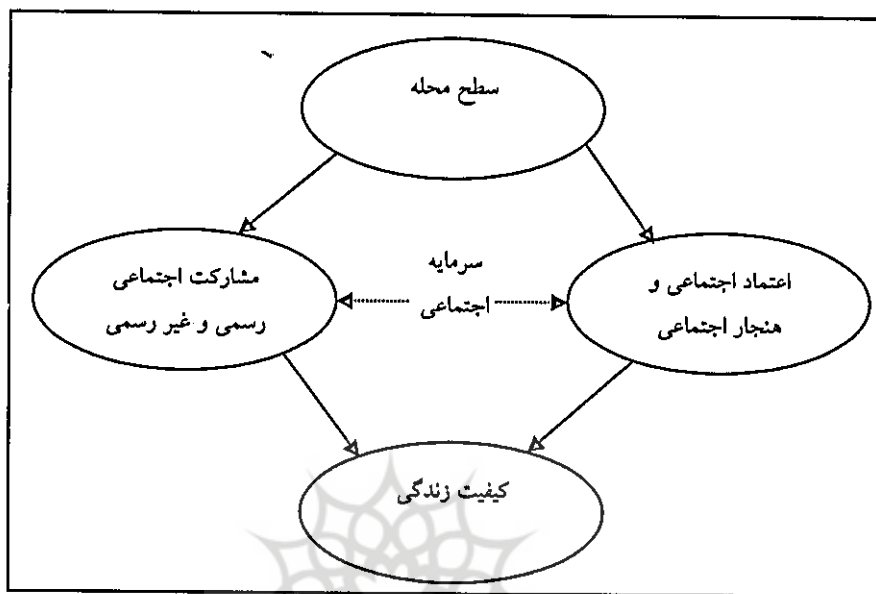 سطح محله
اعتماد اجتماعی و
هنجار اجتماعی
سرمایه
اجتماعی
مشارکت اجتماعی
رسمی و غیر رسمی
کیفیت زندگی